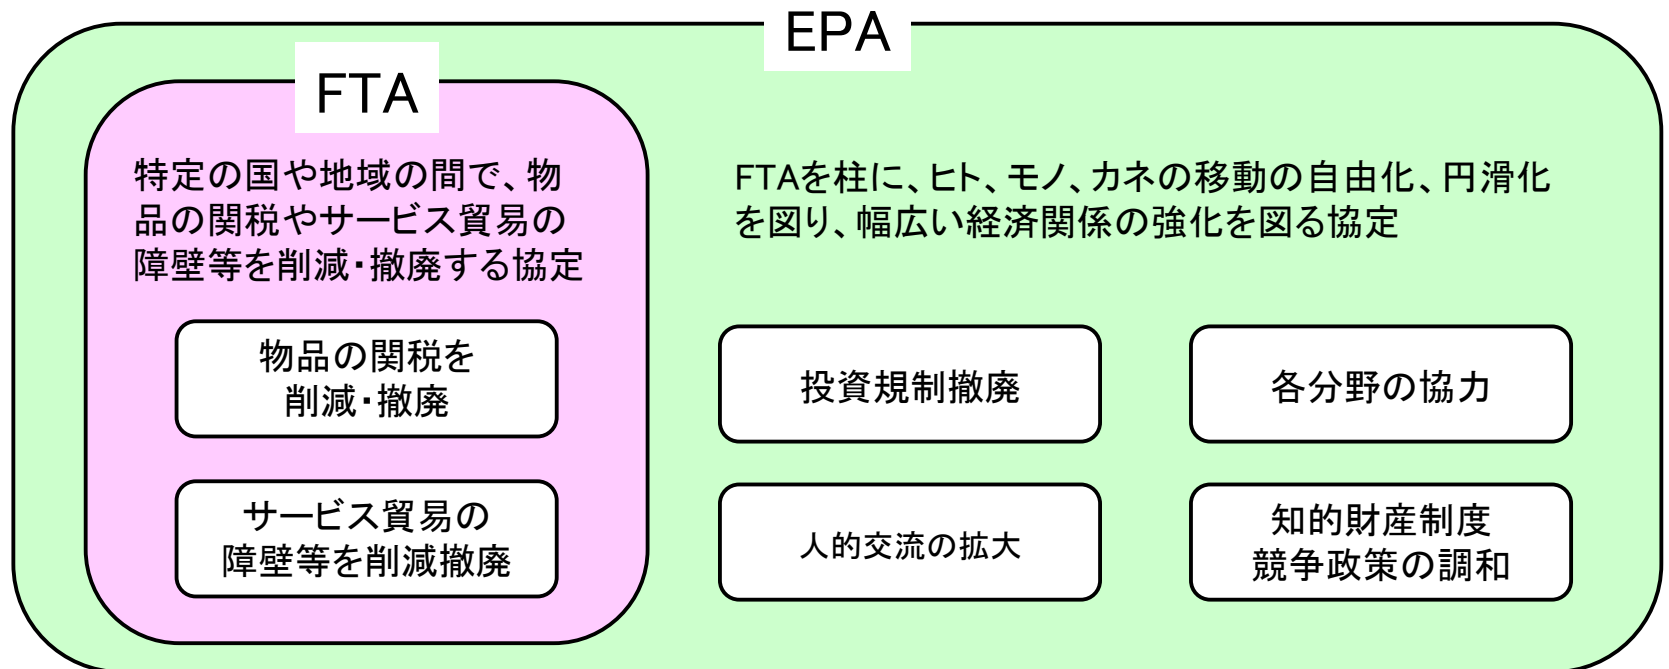 EPA
FTA
特定の国や地域の間で、物
品の関税やサービス貿易の
障壁等を削減・撤廃する協定
物品の関税を
削減・撤廃
サービス貿易の
障壁等を削減撤廃
FTAを柱に、ヒト、モノ、カネの移動の自由化、円滑化
を図り、幅広い経済関係の強化を図る協定
投資規制撤廃
各分野の協力
人的交流の拡大
知的財産制度
競争政策の調和